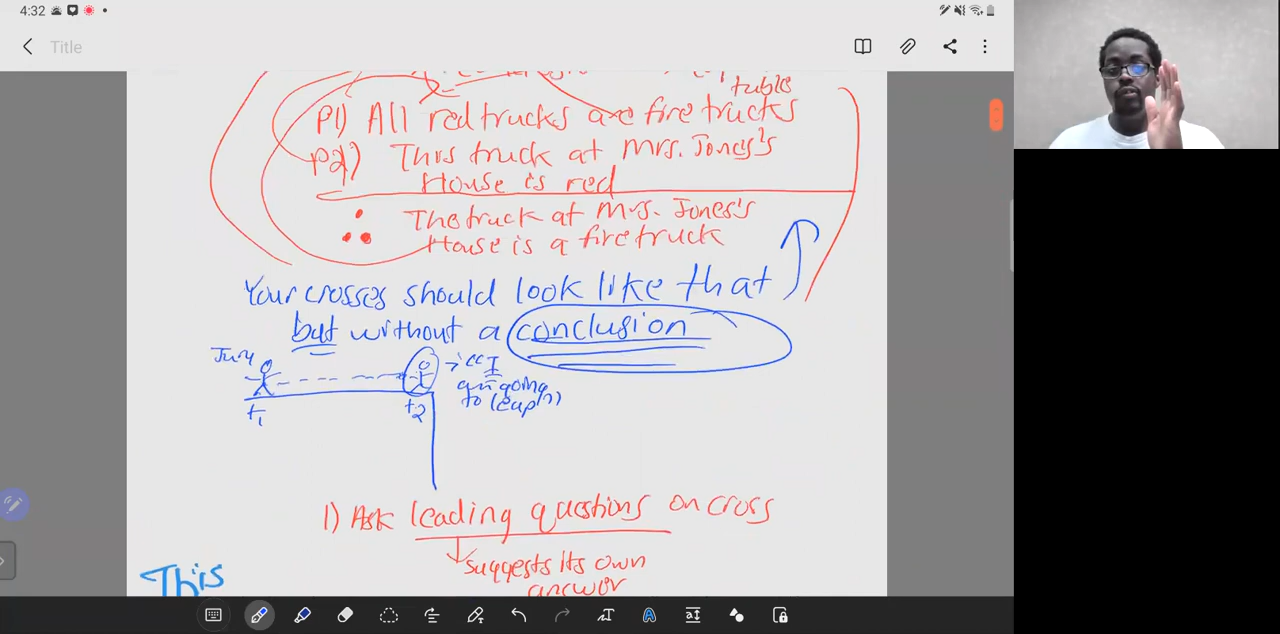 4:32
Title
table
P1) All red trucks are fire trucks
P2) This truck at Mrs. Jones's
House is red
∴ The truck at Mrs. Jones's
House is a fire truck
Your crosses should look like that
but without a conclusion
Jury
"I
am going
to leap"
t1
t2
1) Ask leading questions on cross
suggests its own
answer
This